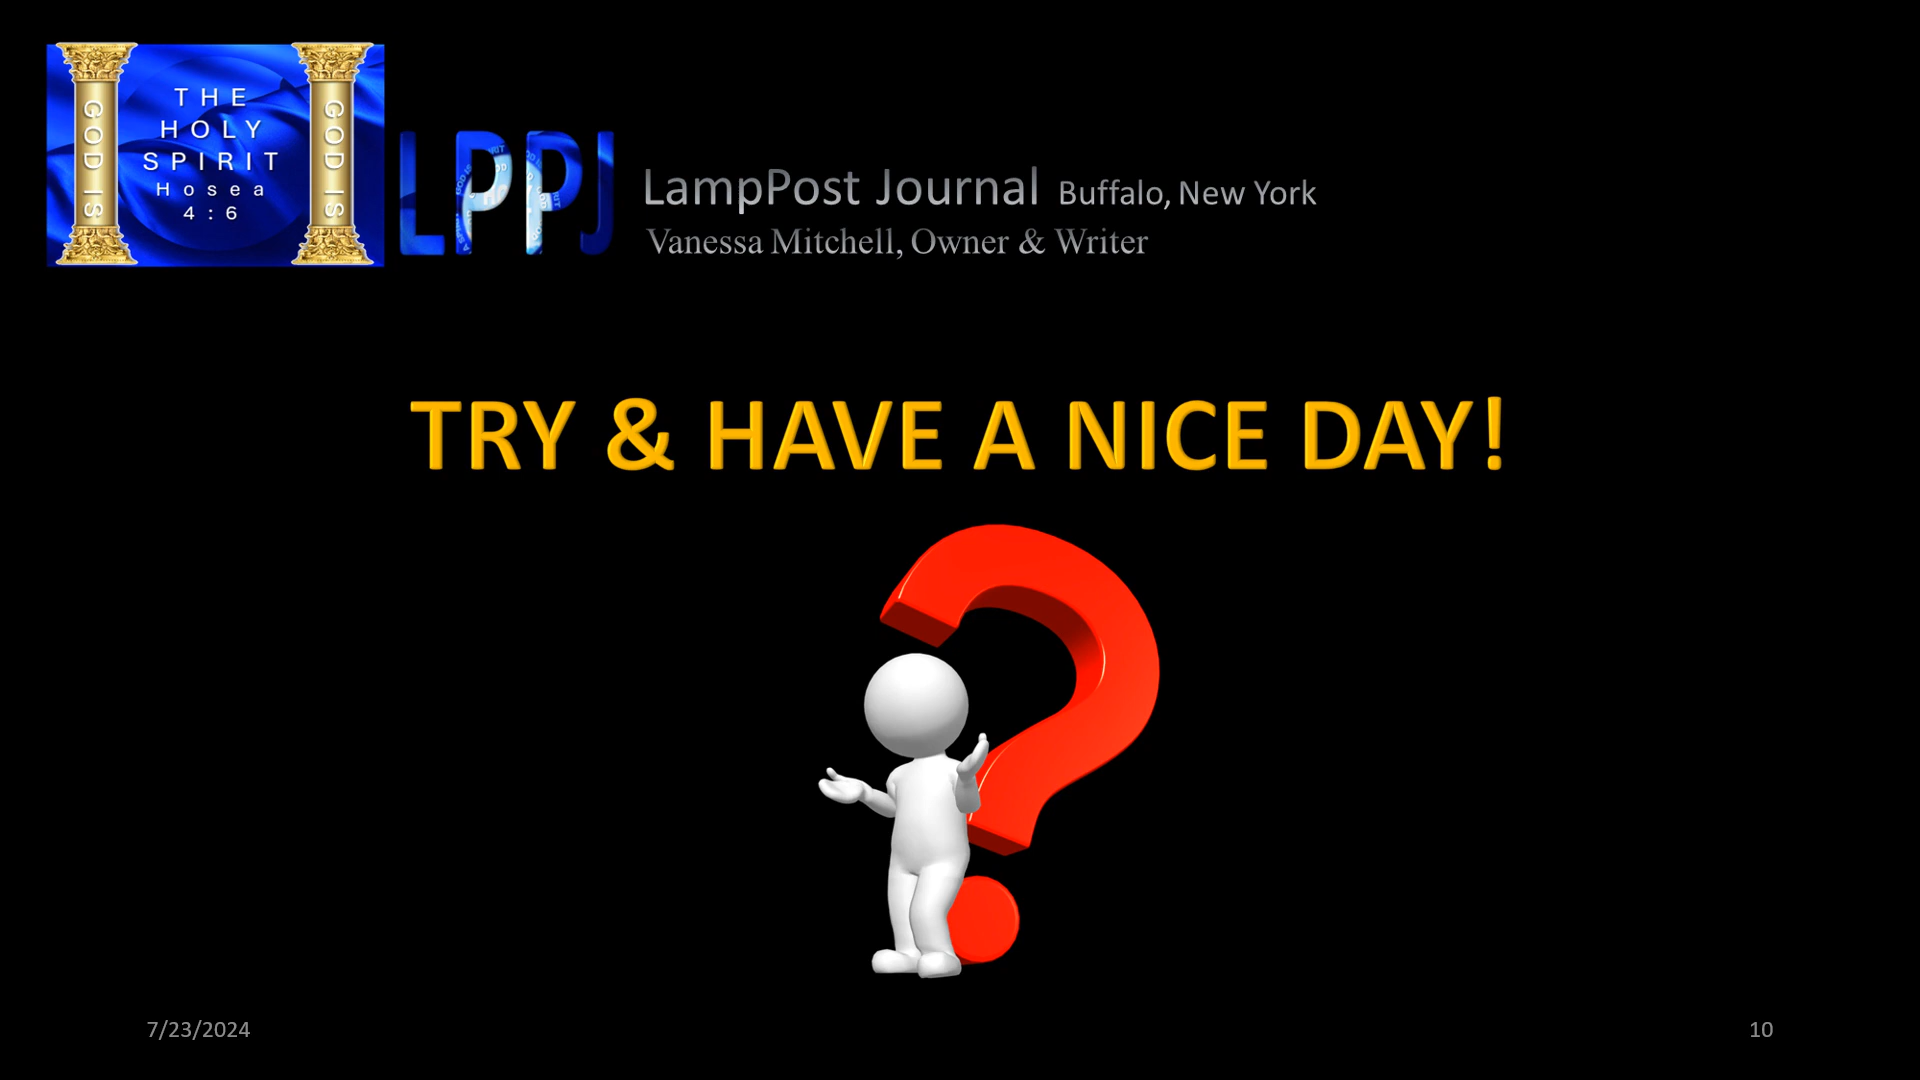 THE
HOLY
SPIRIT
Hosea
4:6
GOD IS
GOD IS
LPPJ
LampPost Journal Buffalo, New York
Vanessa Mitchell, Owner & Writer
TRY & HAVE A NICE DAY!
7/23/2024
10